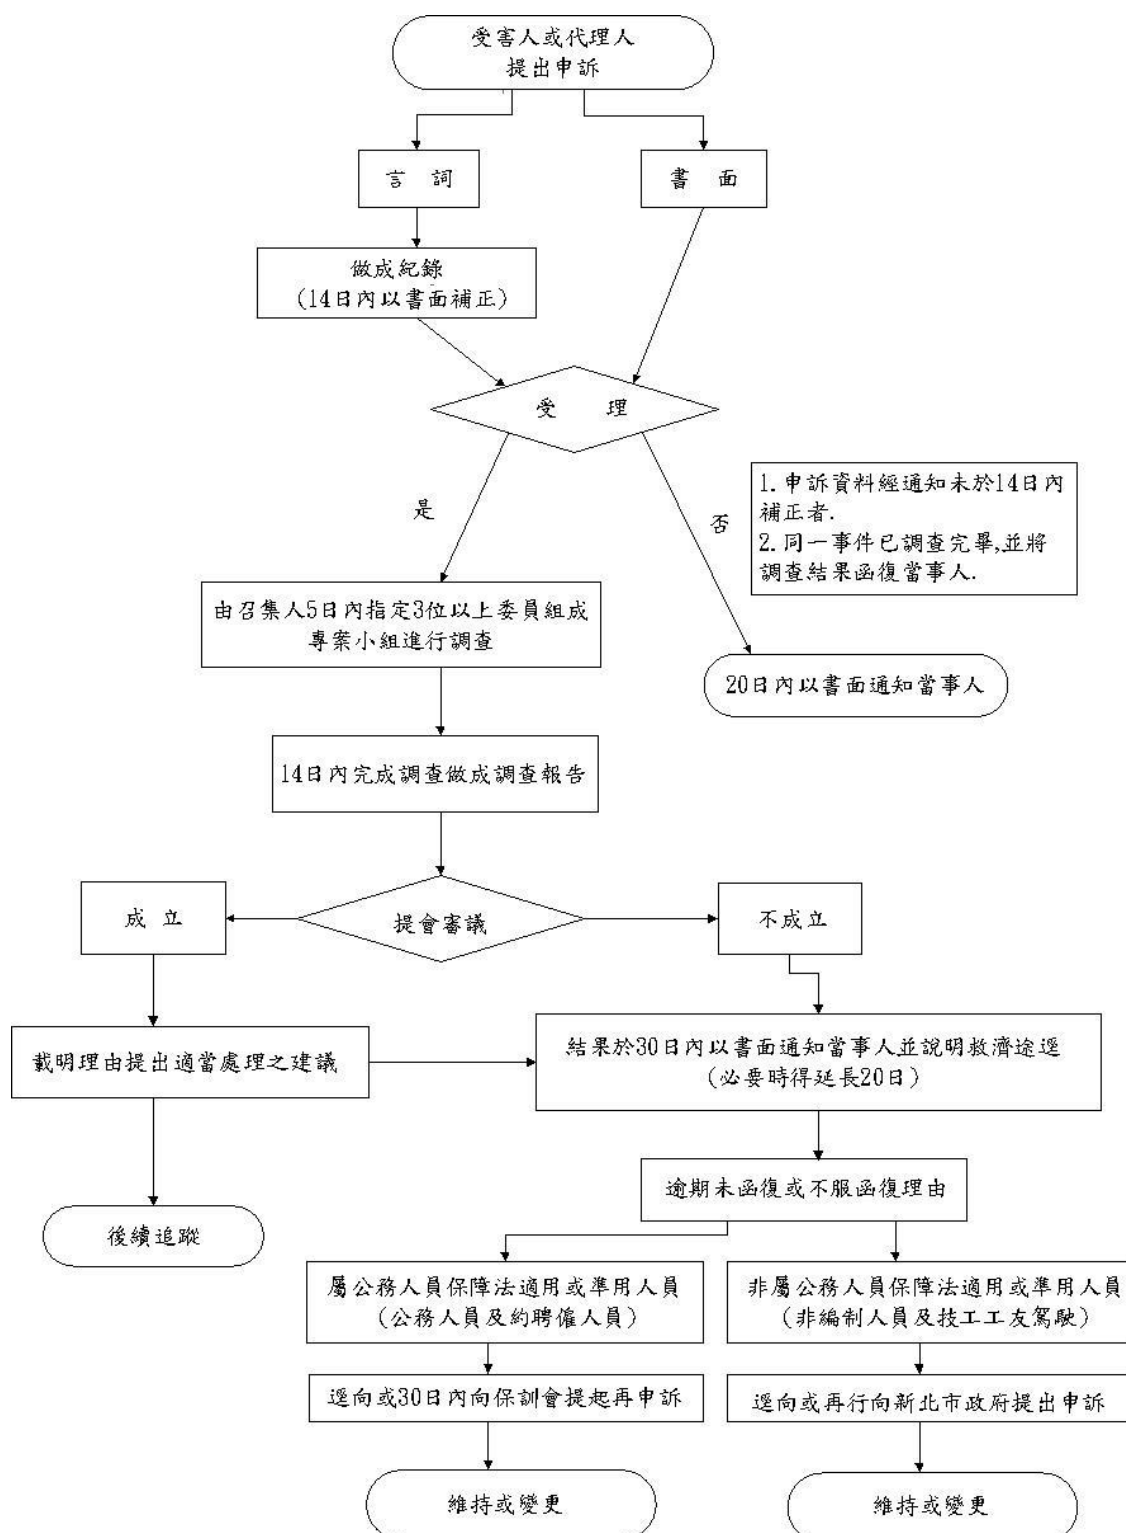 受害人或代理人
提出申訴
言 詞
書 面
做成紀錄
(14日內以書面補正)
受 理
是
否
1. 申訴資料經通知未於14日內
補正者.
2. 同一事件已調查完畢,並將
調查結果函復當事人.
由召集人5日內指定3位以上委員組成
專案小組進行調查
20日內以書面通知當事人
14日內完成調查做成調查報告
成 立
提會審議
不成立
載明理由提出適當處理之建議
結果於30日內以書面通知當事人並說明救濟途逕
(必要時得延長20日)
逾期未函復或不服函復理由
後續追蹤
屬公務人員保障法適用或準用人員
(公務人員及約聘僱人員)
非屬公務人員保障法適用或準用人員
(非編制人員及技工工友駕駛)
逕向或30日內向保訓會提起再申訴
逕向或再行向新北市政府提出申訴
維持或變更
維持或變更